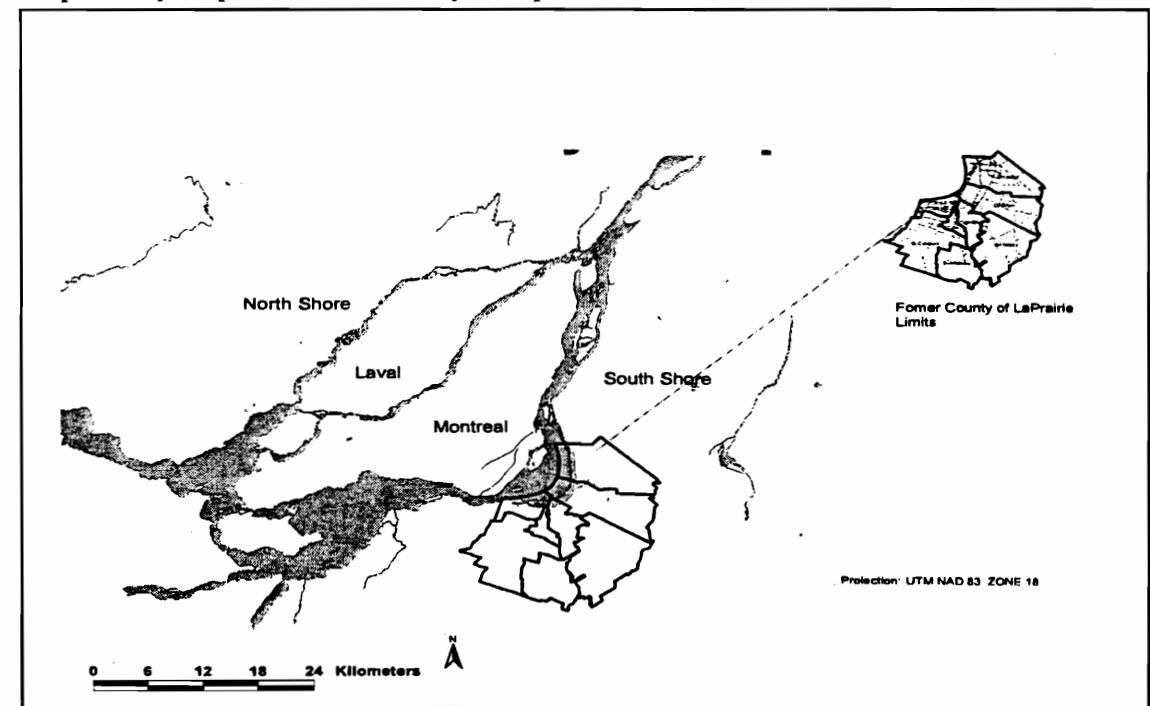 North Shore
Laval
Montreal
South Shore
Fomer County of LaPrairie
Limits
Projection: UTM NAD 83 ZONE 18
N
0 6 12 18 24 Kilometers